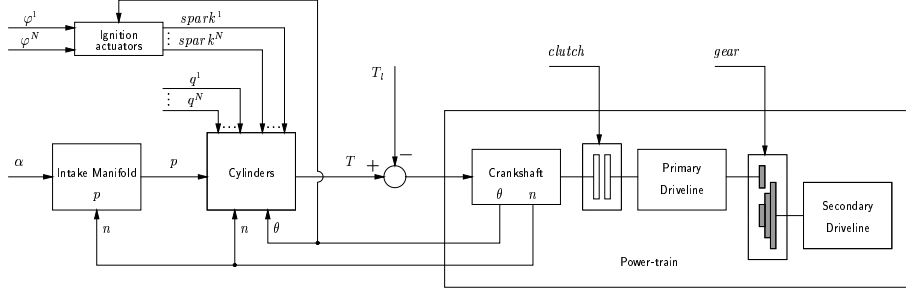 φ¹
φᴺ
Ignition
actuators
spark¹
⋮ sparkᴺ
q¹
⋮ qᴺ
... ...
α
Intake Manifold
p
p
Cylinders
T
+
−
Tₗ
n
n
θ
Crankshaft
θ n
clutch
Primary
Driveline
gear
Secondary
Driveline
Power-train